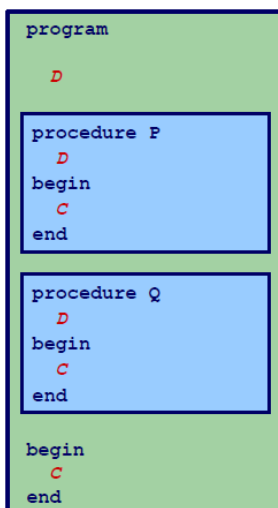 program
D
procedure P
D
begin
C
end
procedure Q
D
begin
C
end
begin
C
end